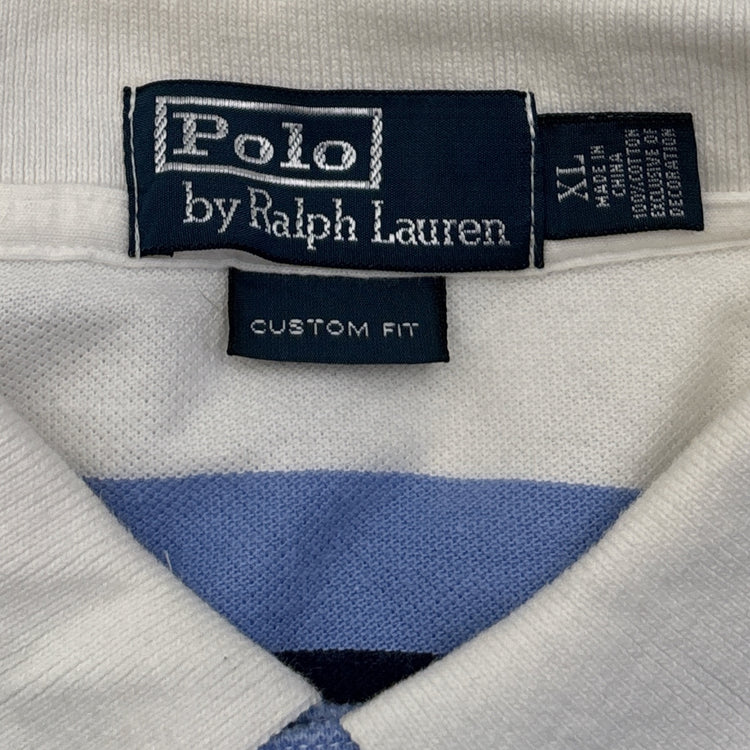 Polo
by Ralph Lauren
CUSTOM FIT
XL
MADE IN
CHINA
100% COTTON
EXCLUSIVE OF
DECORATION